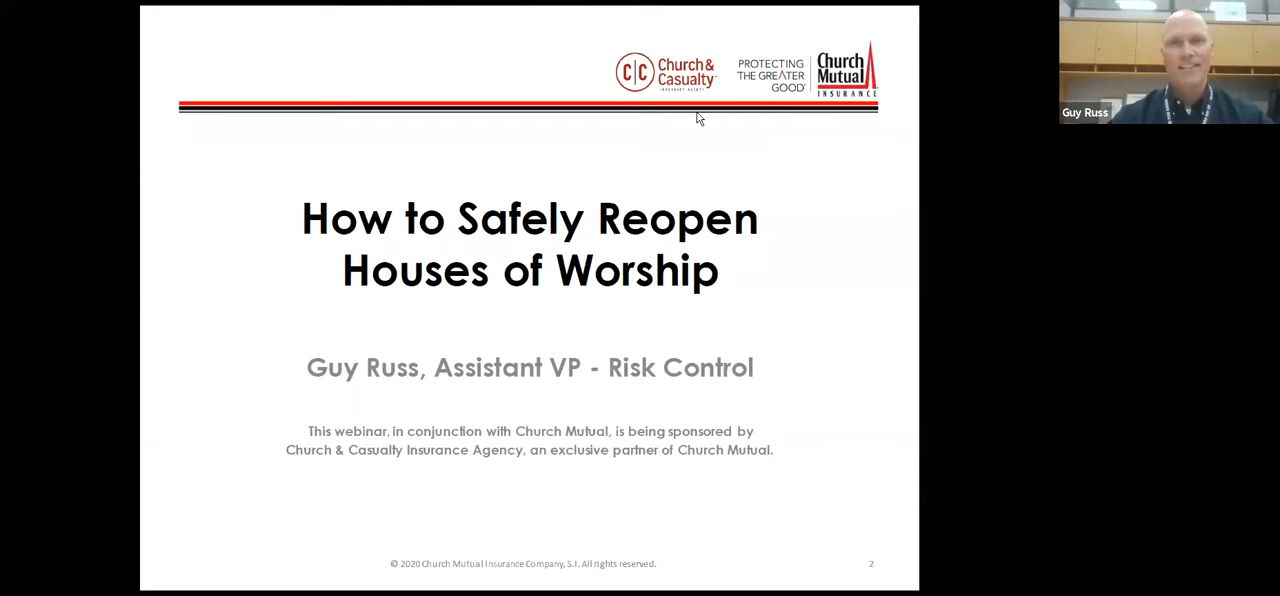 Church &
Casualty
INSURANCE AGENCY
PROTECTING
THE GREATER
GOOD
Church
Mutual
INSURANCE
Guy Russ
How to Safely Reopen
Houses of Worship
Guy Russ, Assistant VP - Risk Control
This webinar, in conjunction with Church Mutual, is being sponsored by
Church & Casualty Insurance Agency, an exclusive partner of Church Mutual.
© 2020 Church Mutual Insurance Company, S.I. All rights reserved.
2